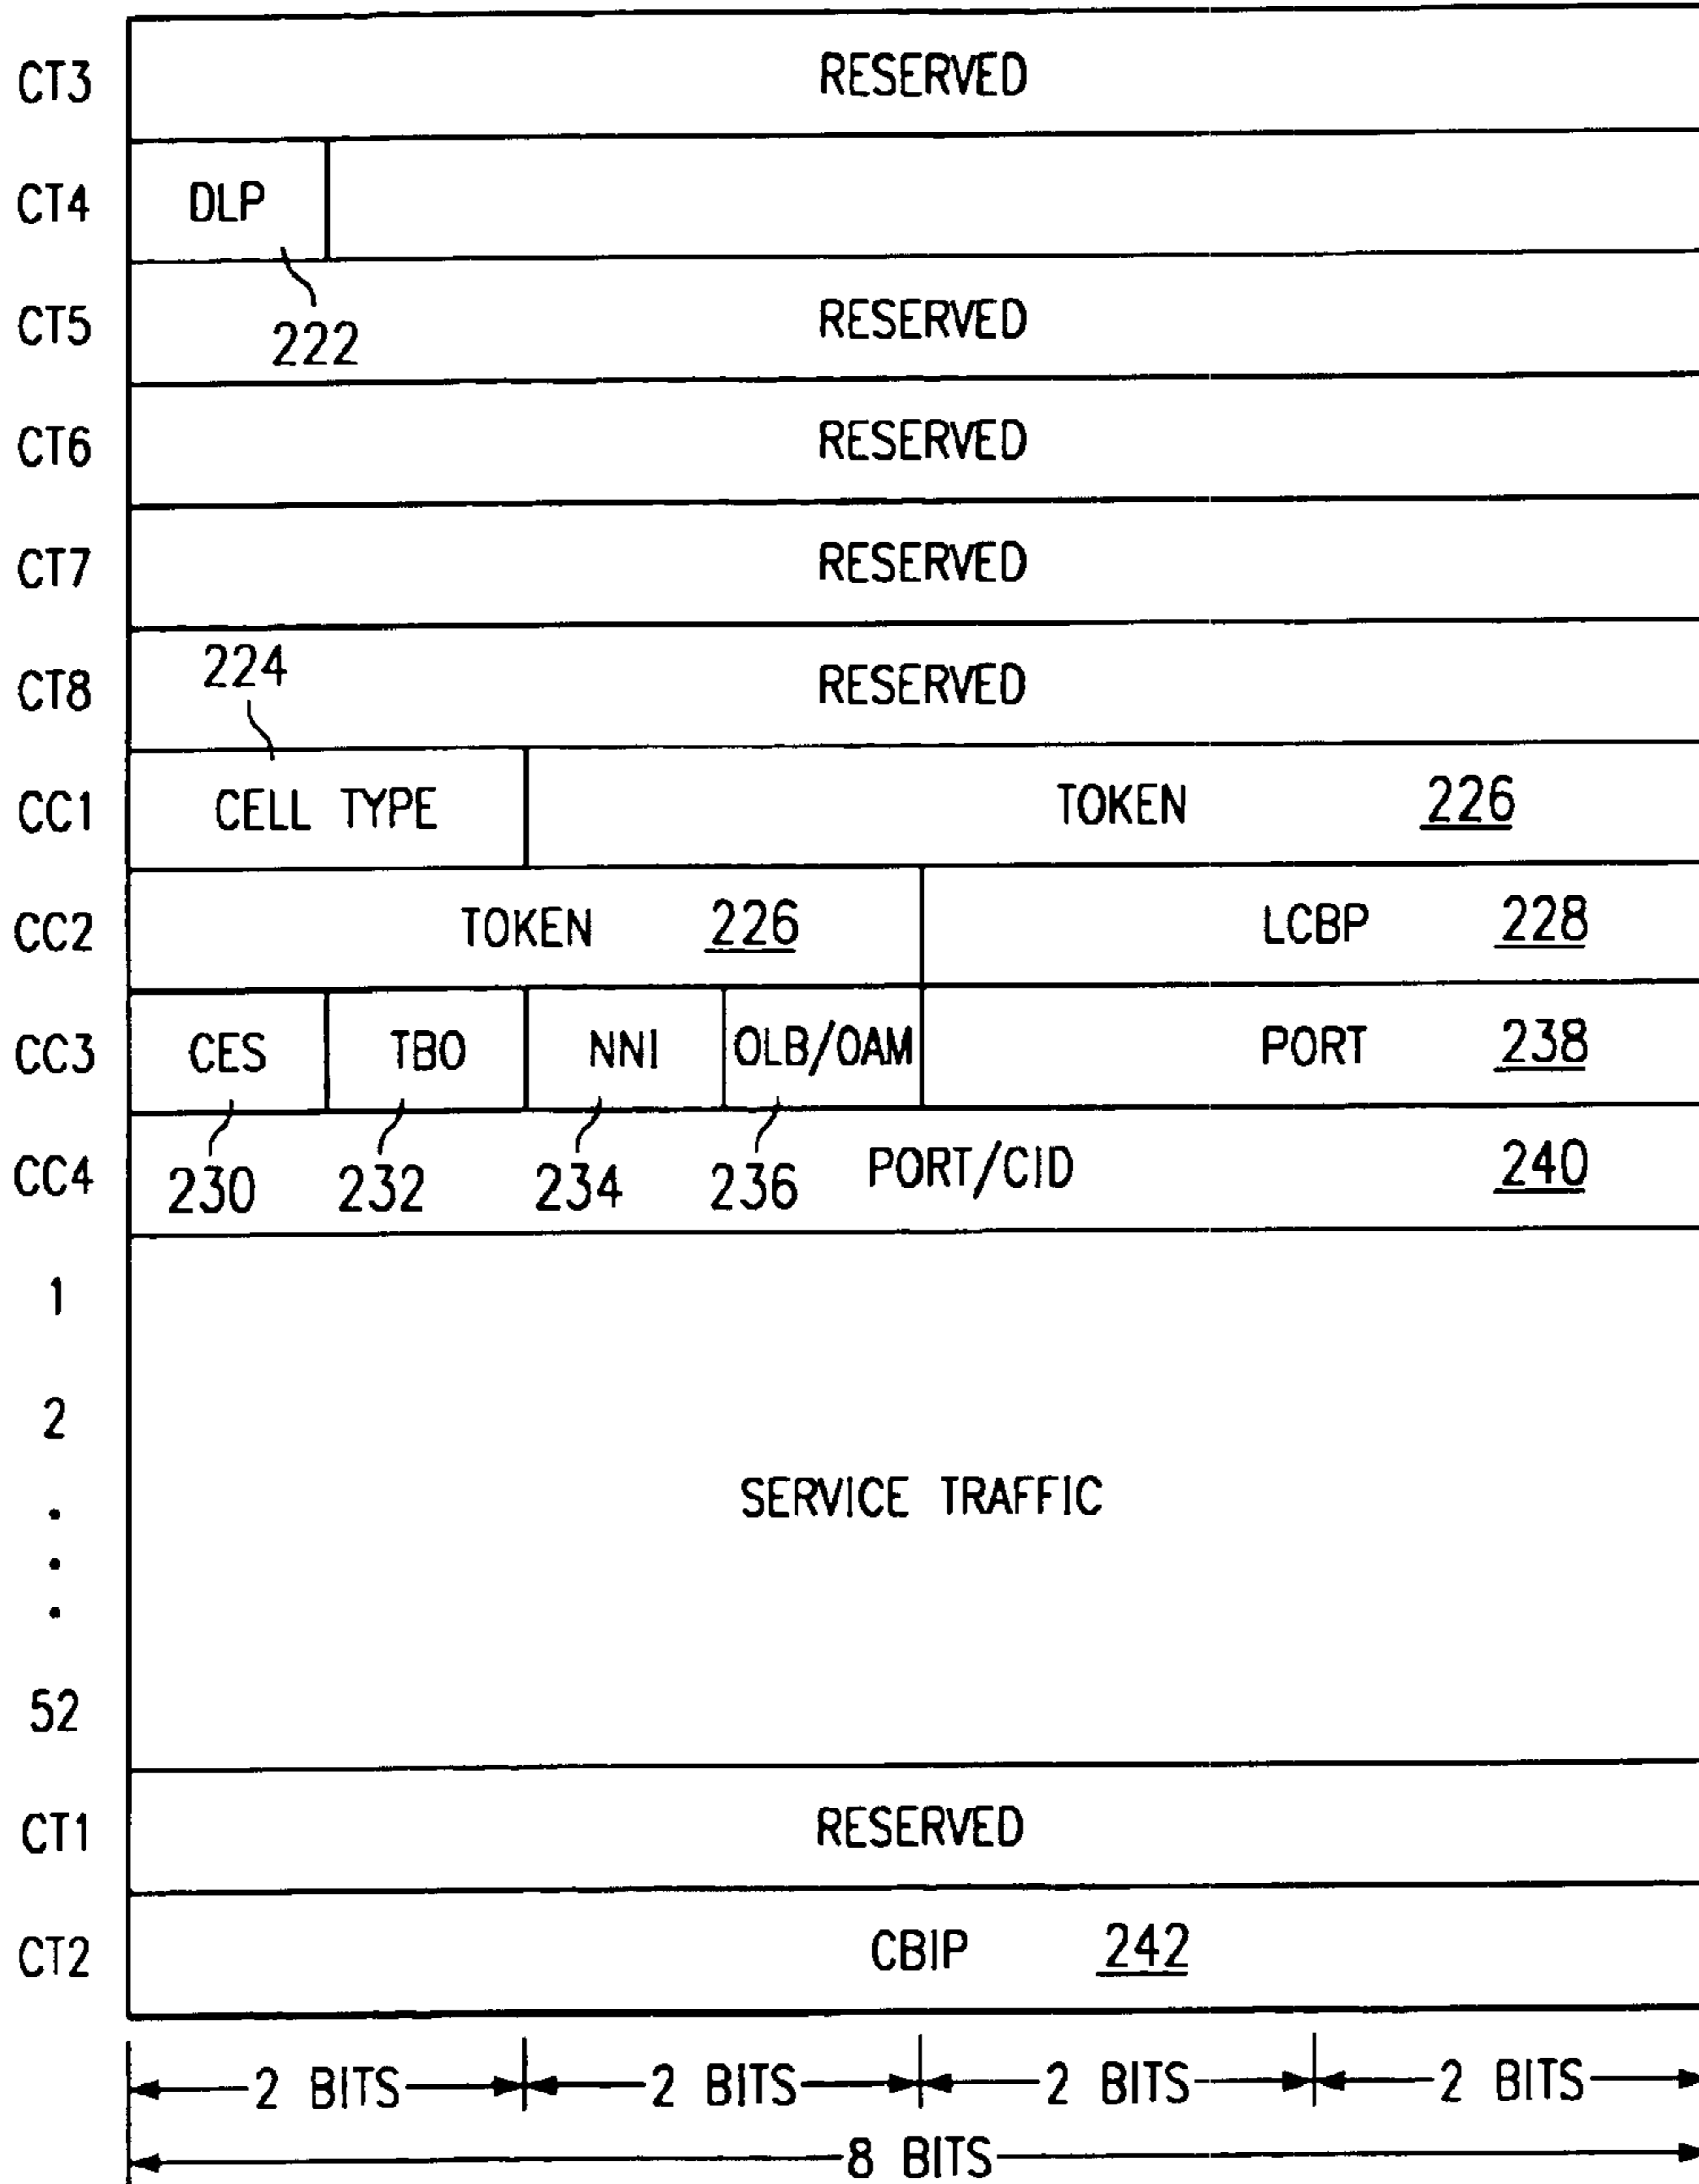 CT3 RESERVED
CT4 DLP
222
CT5 RESERVED
CT6 RESERVED
CT7 RESERVED
224
CT8 RESERVED
CC1 CELL TYPE TOKEN 226
CC2 TOKEN 226 LCBP 228
CC3 CES TBO NNI OLB/OAM PORT 238
230 232 234 236
CC4 PORT/CID 240
1
2
.
.
.
SERVICE TRAFFIC
52
CT1 RESERVED
CT2 CBIP 242
2 BITS 2 BITS 2 BITS 2 BITS
8 BITS